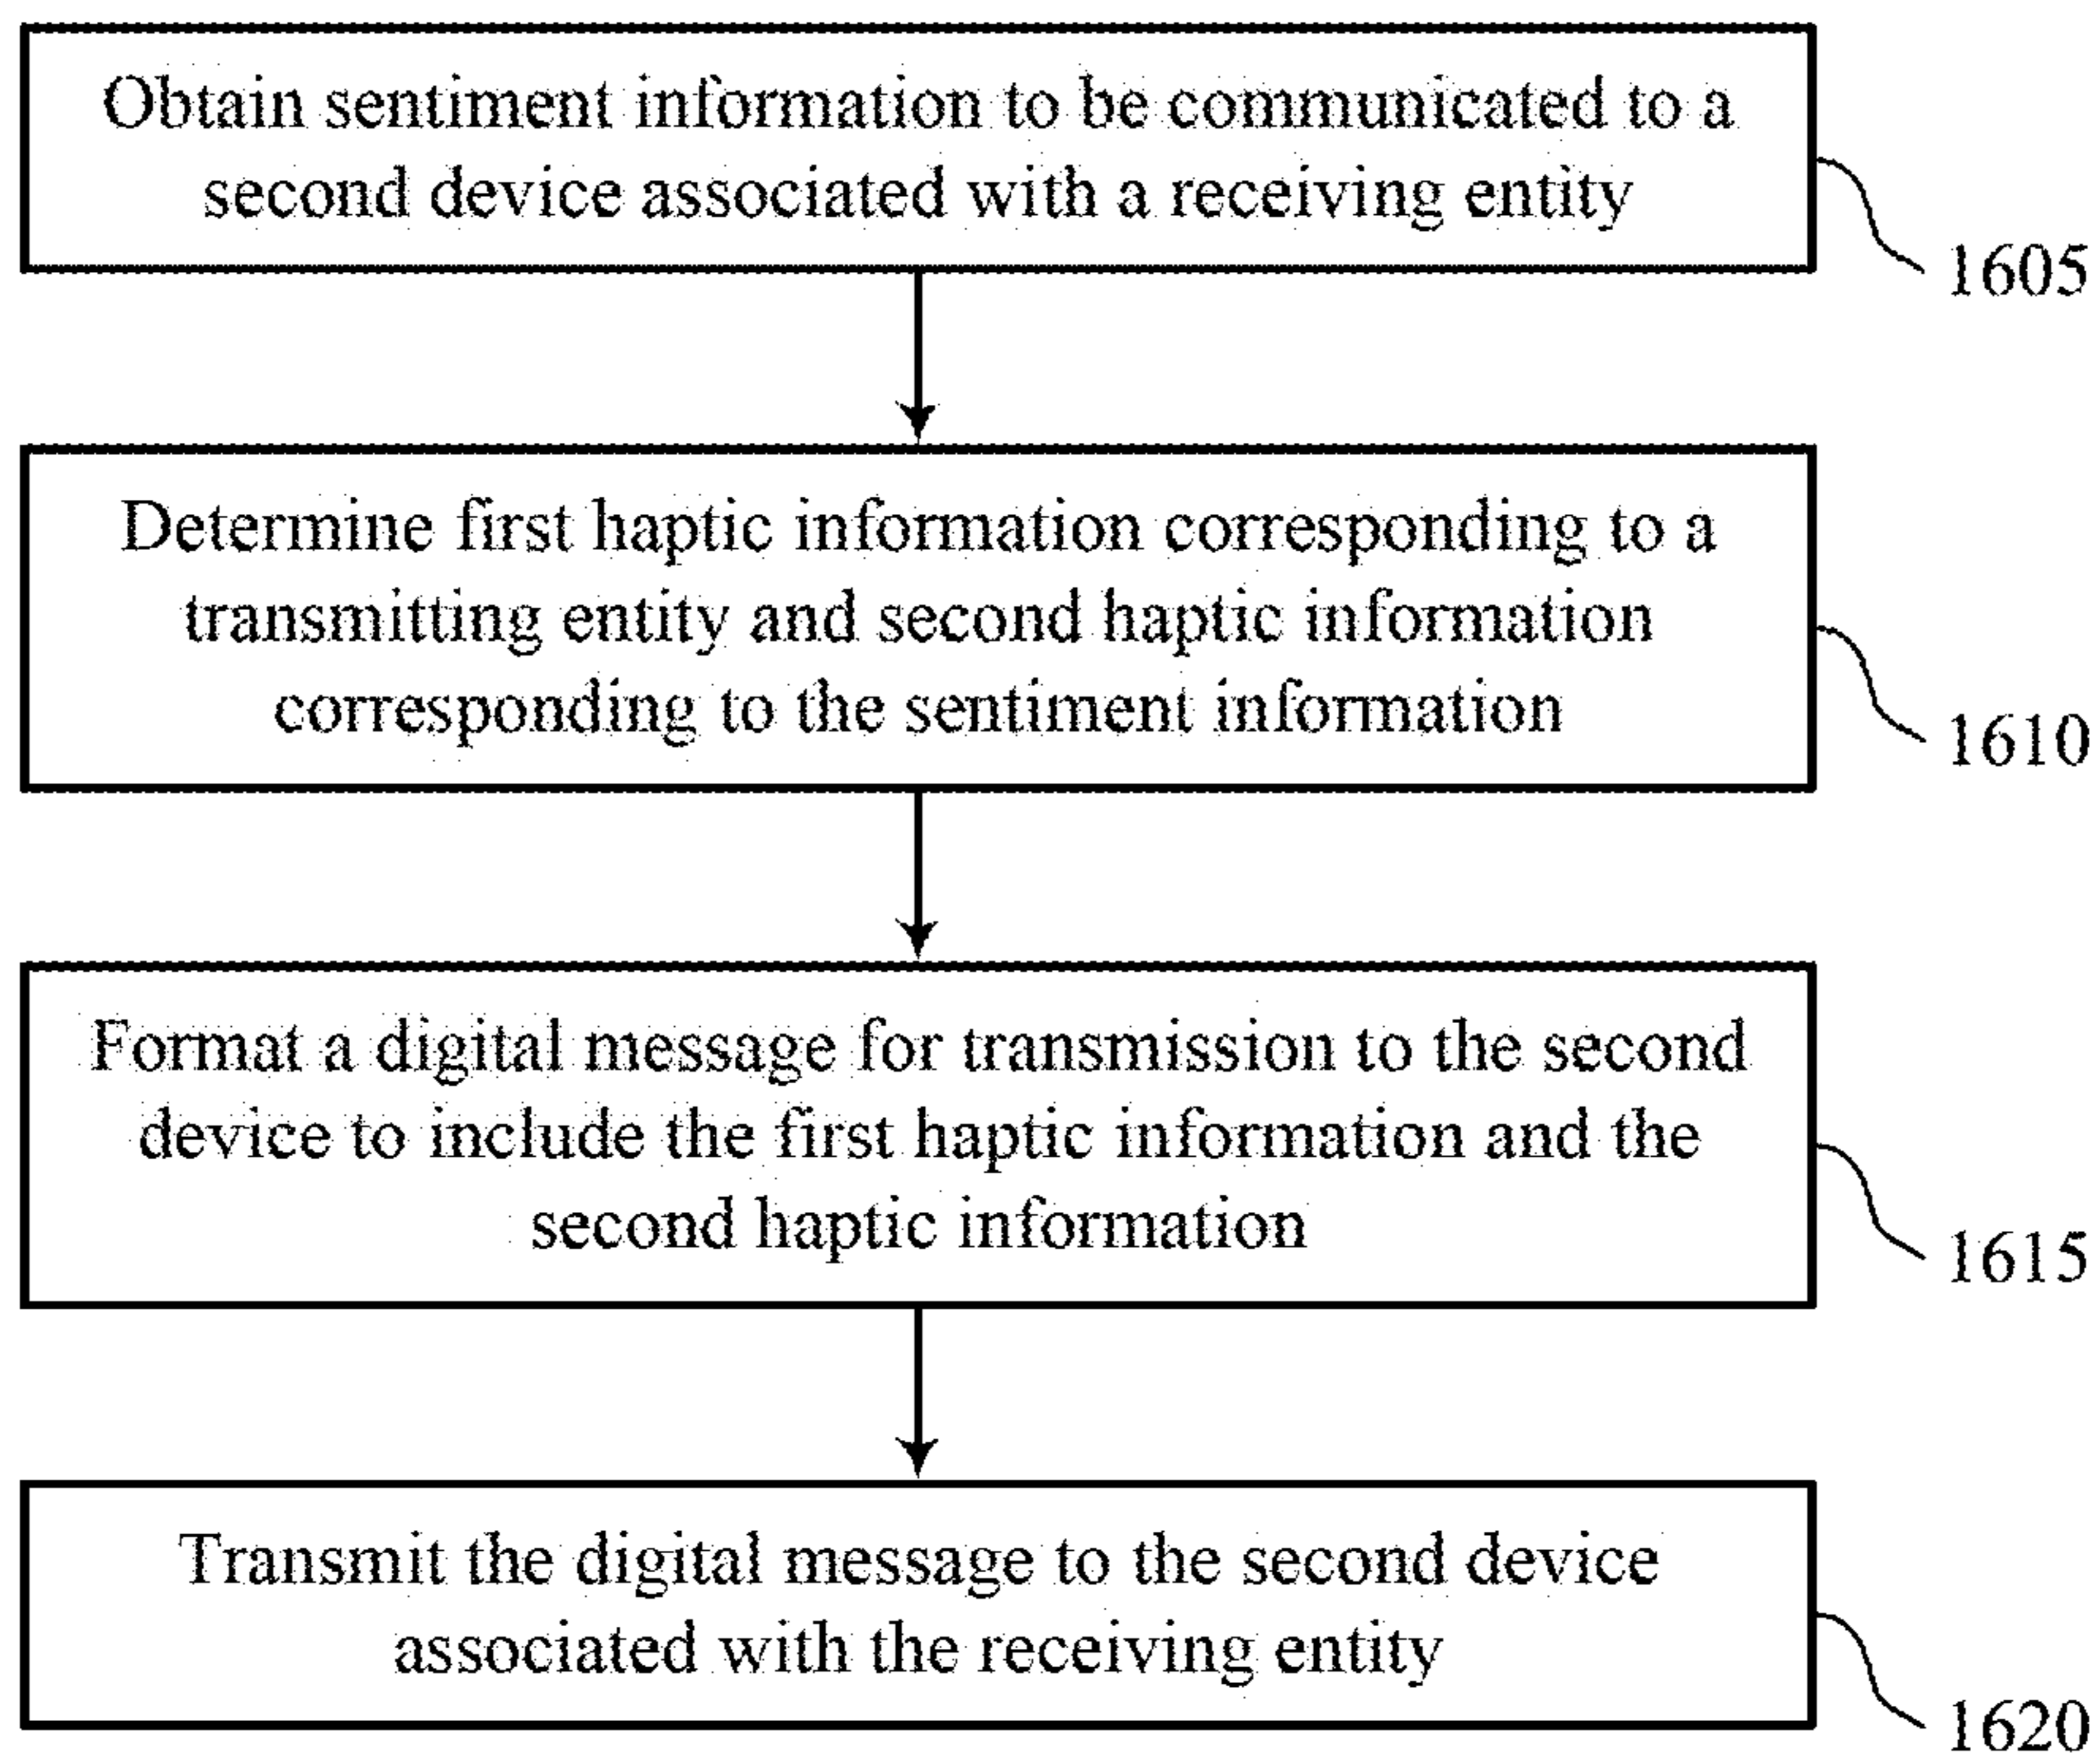 Obtain sentiment information to be communicated to a
second device associated with a receiving entity
1605
Determine first haptic information corresponding to a
transmitting entity and second haptic information
corresponding to the sentiment information
1610
Format a digital message for transmission to the second
device to include the first haptic information and the
second haptic information
1615
Transmit the digital message to the second device
associated with the receiving entity
1620